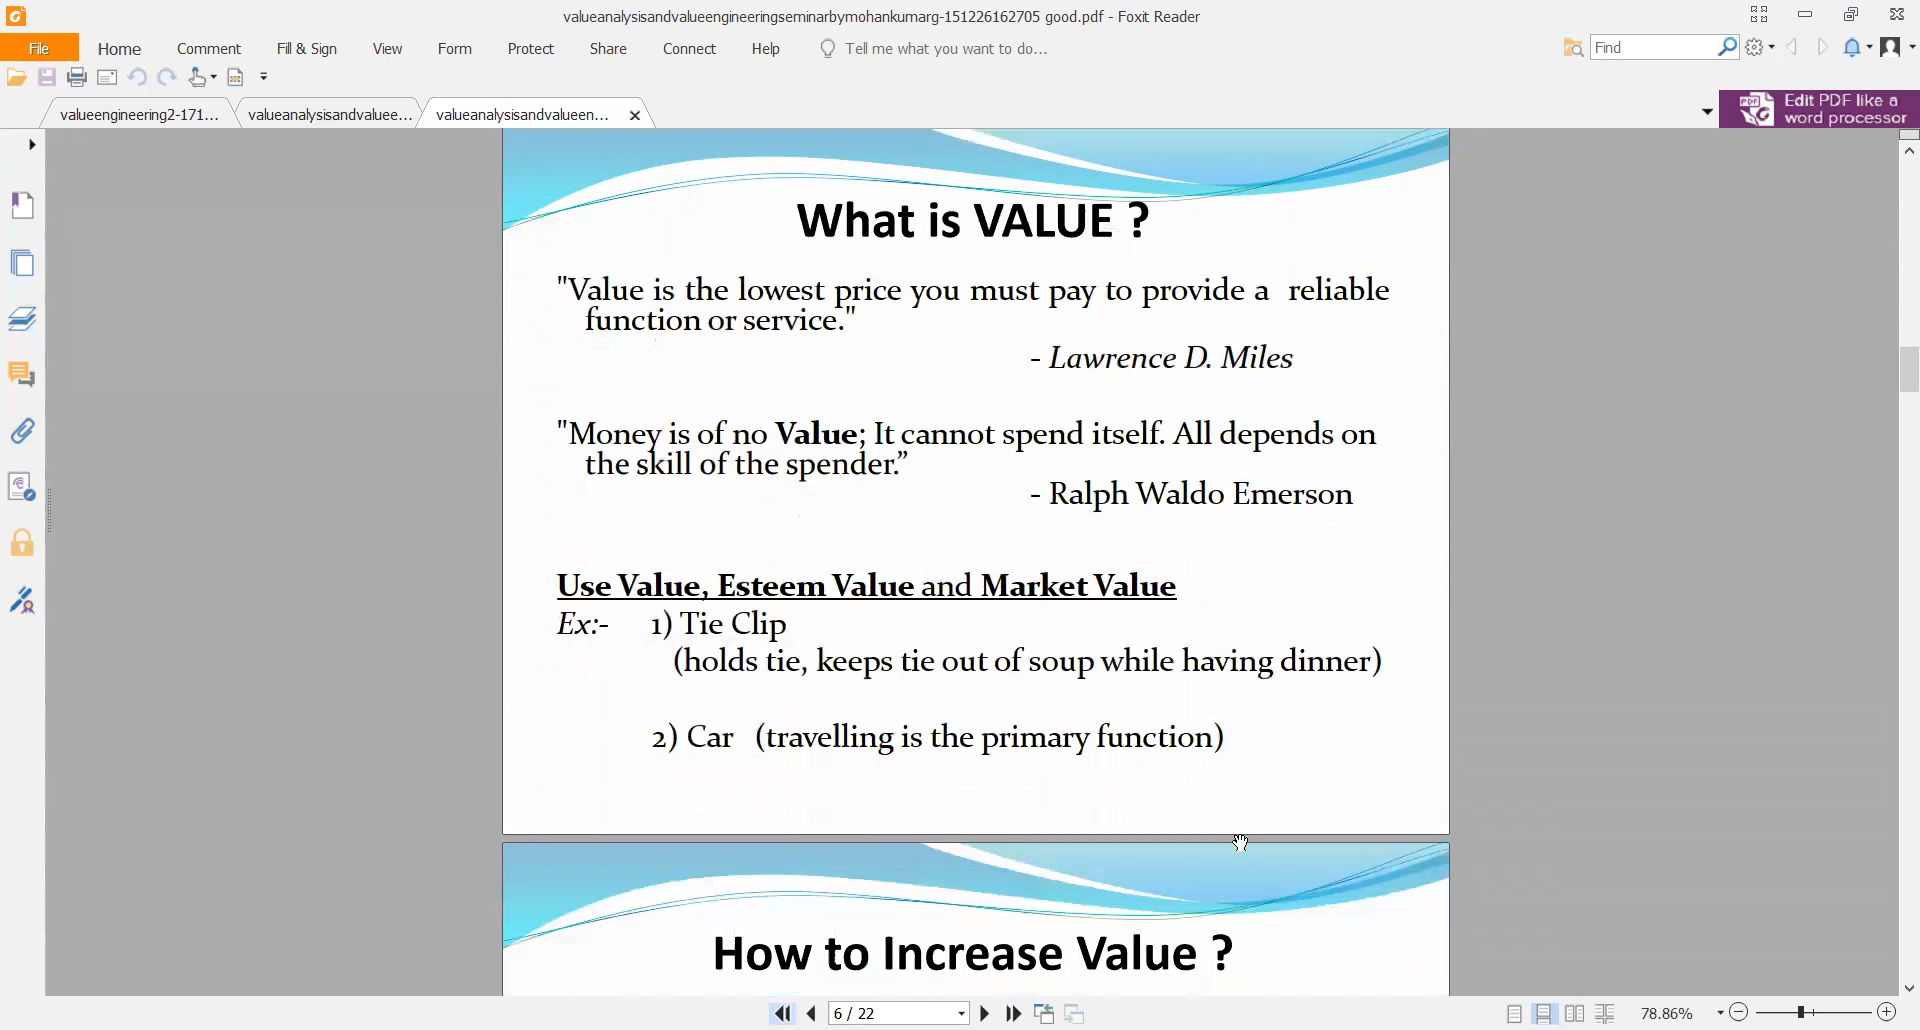 valueanalysisandvalueengineeringseminarbymohankumarg-151226162705 good.pdf - Foxit Reader
File Home Comment Fill & Sign View Form Protect Share Connect Help Tell me what you want to do... Find
valueengineering2-171... valueanalysisandvaluee... valueanalysisandvalueen...
Edit PDF like a
word processor
What is VALUE ?
"Value is the lowest price you must pay to provide a reliable
function or service."
- Lawrence D. Miles
"Money is of no Value; It cannot spend itself. All depends on
the skill of the spender.”
- Ralph Waldo Emerson
Use Value, Esteem Value and Market Value
Ex:- 1) Tie Clip
(holds tie, keeps tie out of soup while having dinner)
2) Car (travelling is the primary function)
How to Increase Value ?
6 / 22 78.86%